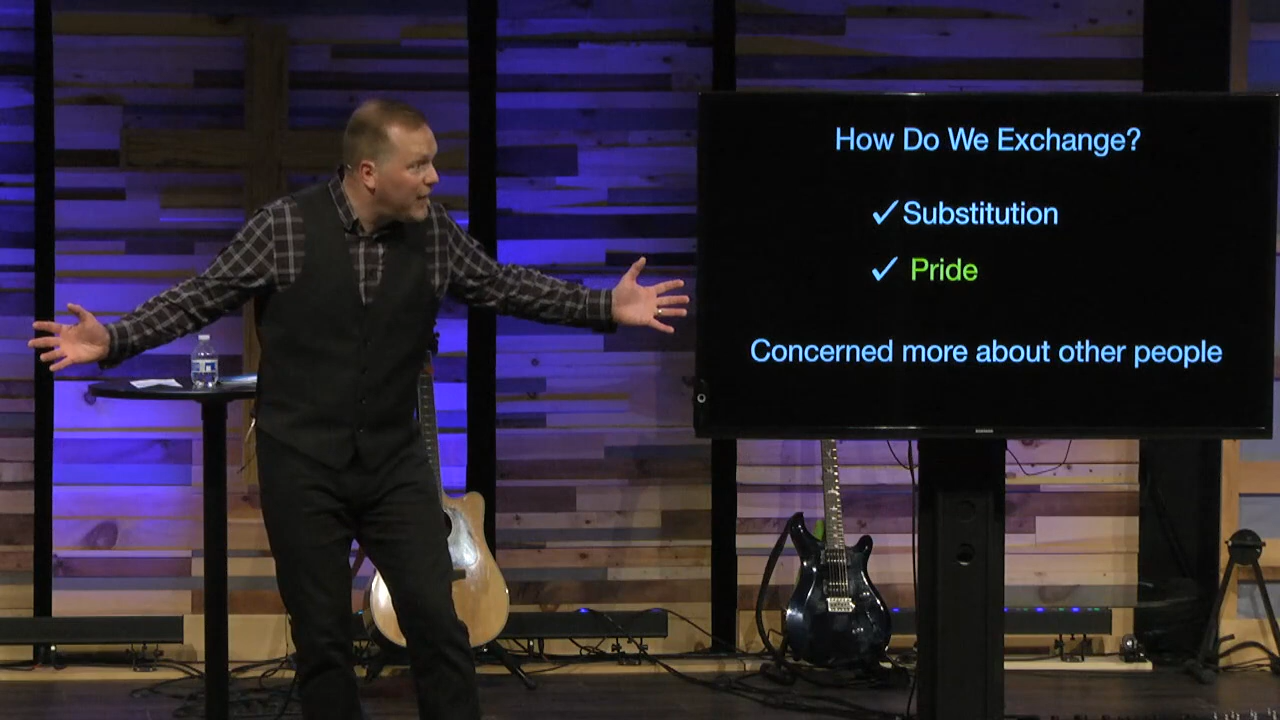 How Do We Exchange?
✓Substitution
✓ Pride
Concerned more about other people